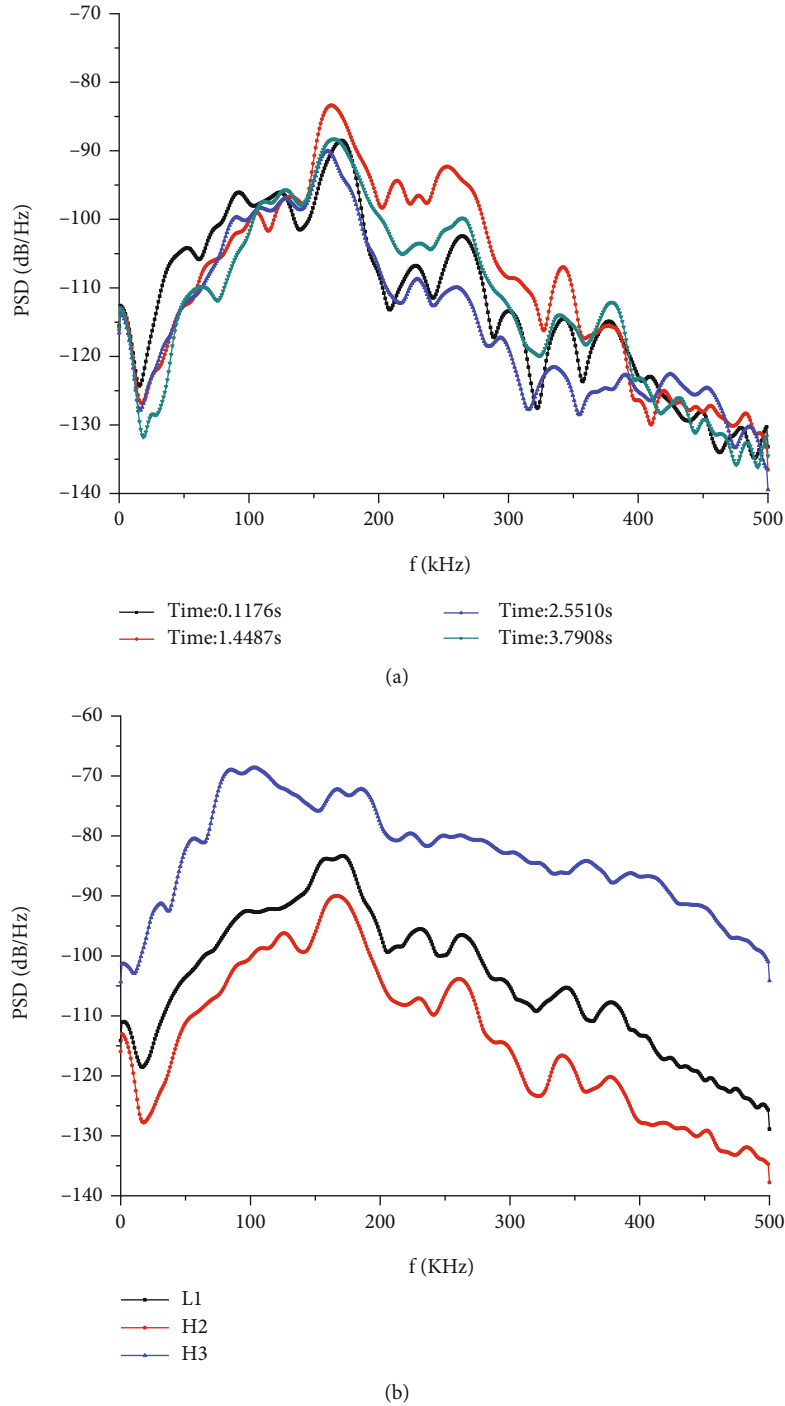 −70
−80
−90
−100
−110
−120
−130
−140
PSD (dB/Hz)
0 100 200 300 400 500
f (kHz)
Time:0.1176s Time:2.5510s
Time:1.4487s Time:3.7908s
(a)
−60
−70
−80
−90
−100
−110
−120
−130
−140
PSD (dB/Hz)
0 100 200 300 400 500
f (KHz)
L1
H2
H3
(b)